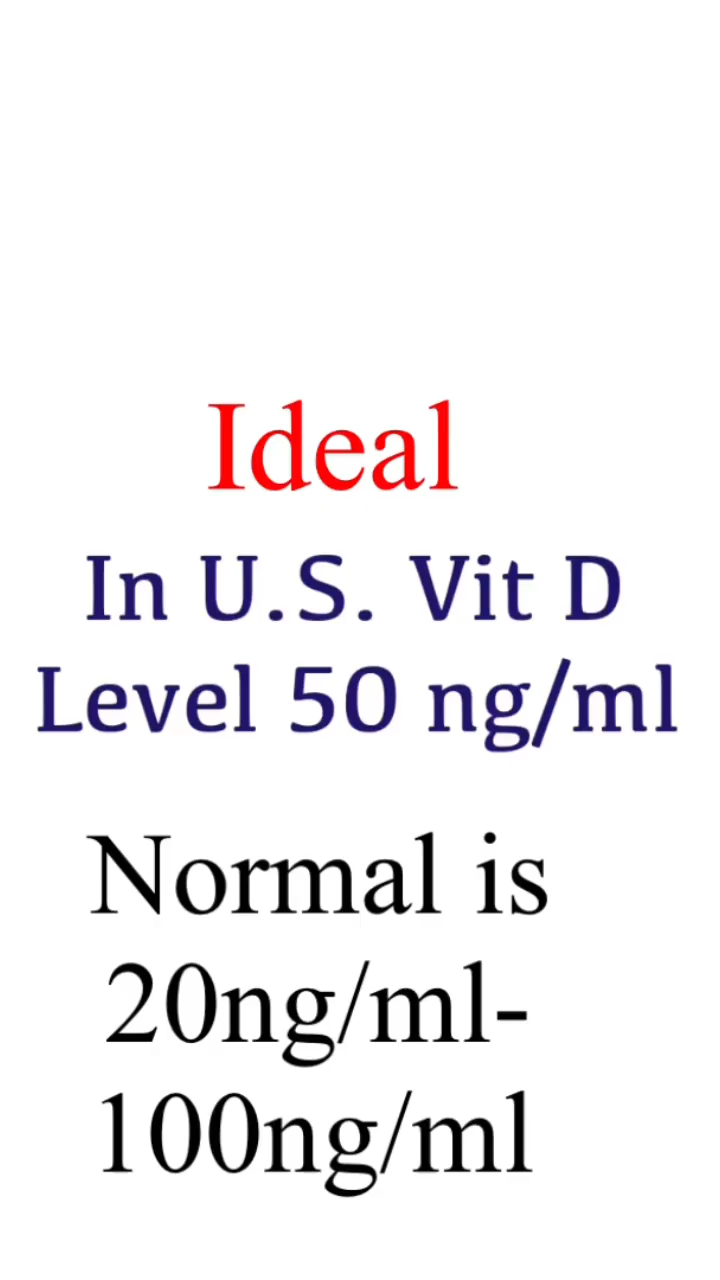 Ideal
In U.S. Vit D
Level 50 ng/ml
Normal is
20ng/ml-
100ng/ml